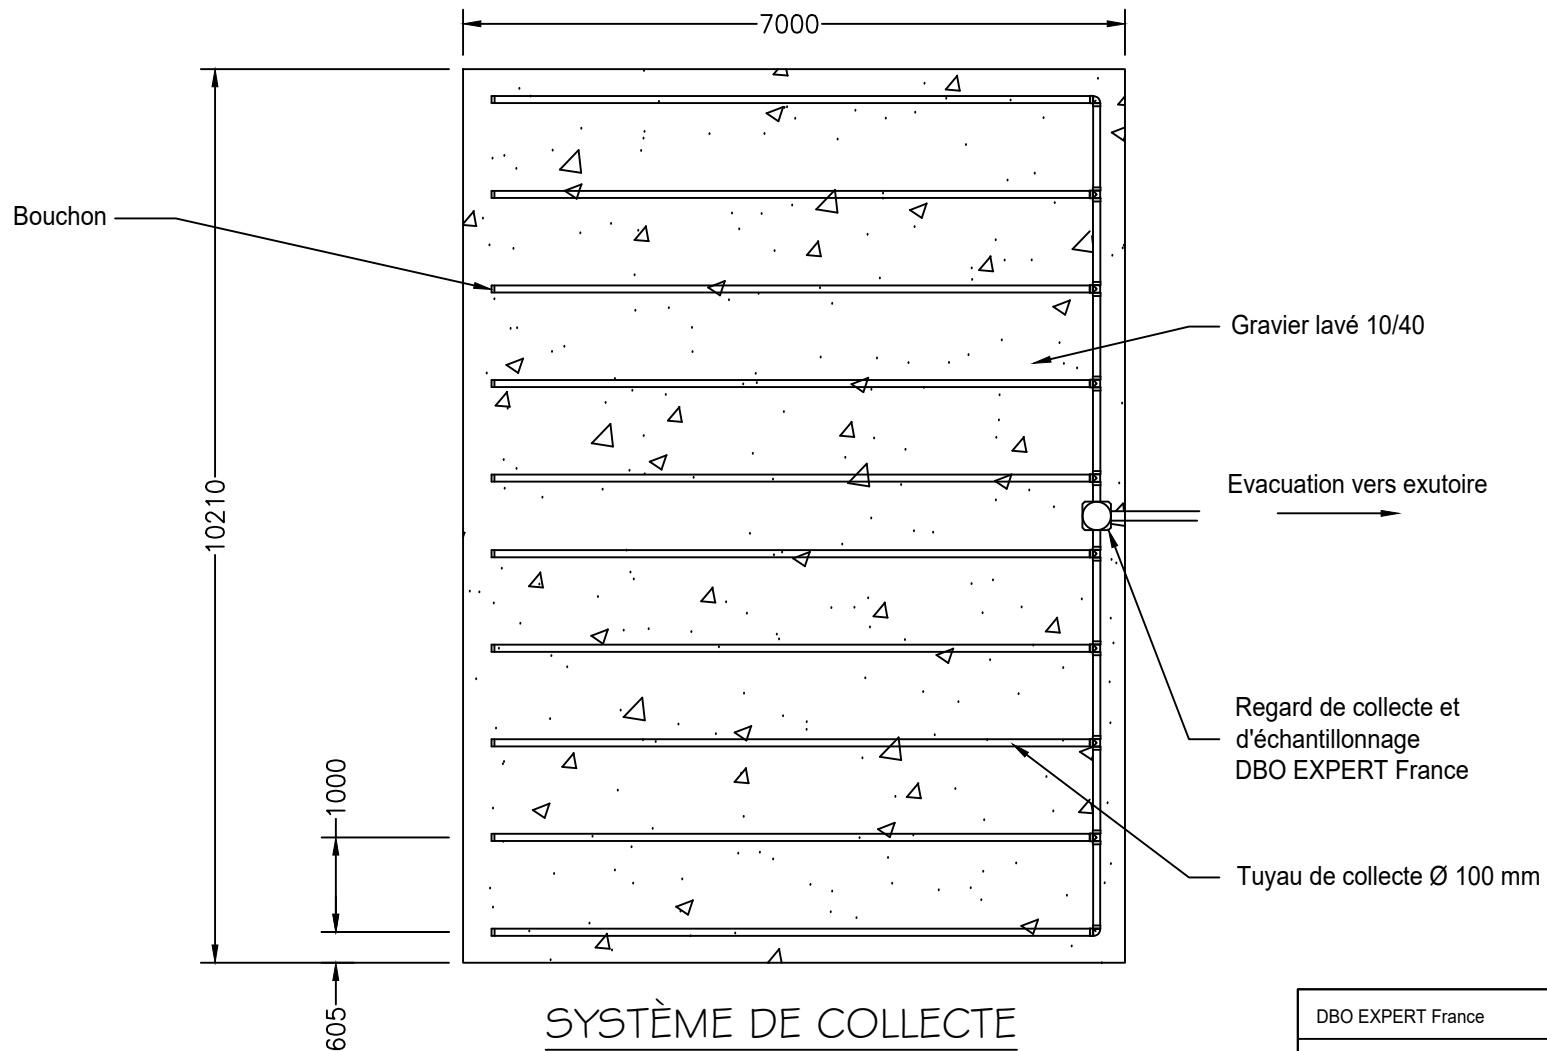 7000
Bouchon
Gravier lavé 10/40
10210
Evacuation vers exutoire
Regard de collecte et
d'échantillonnage
DBO EXPERT France
1000
Tuyau de collecte Ø 100 mm
605
SYSTÈME DE COLLECTE
DBO EXPERT France